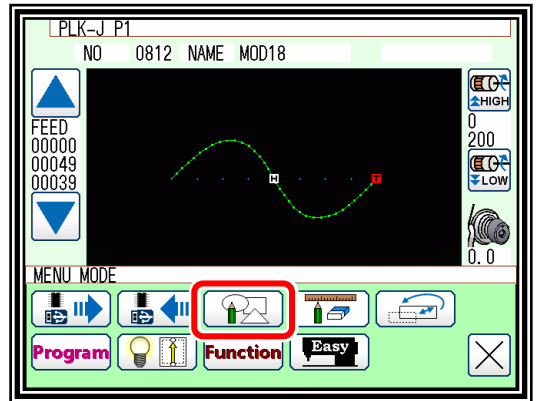 PLK-J P1
NO 0812 NAME MOD18
HIGH
FEED
00000
00049
00039
0
200
LOW
0.0
H
T
MENU MODE
Program
Function
Easy